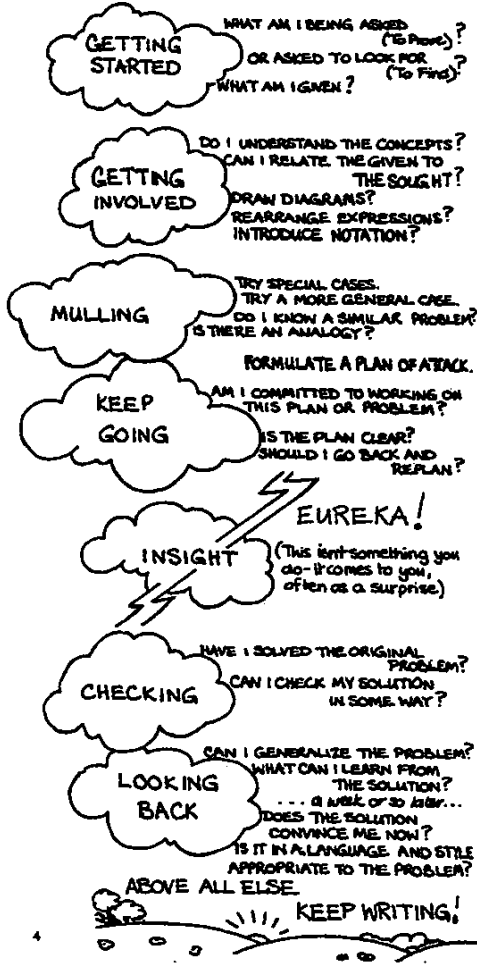 GETTING
STARTED
WHAT AM I BEING ASKED
(To Prove)?
OR ASKED TO LOOK FOR
(To Find)?
WHAT AM I GIVEN?
GETTING
INVOLVED
DO I UNDERSTAND THE CONCEPTS?
CAN I RELATE THE GIVEN TO
THE SOUGHT?
DRAW DIAGRAMS?
REARRANGE EXPRESSIONS?
INTRODUCE NOTATION?
MULLING
TRY SPECIAL CASES.
TRY A MORE GENERAL CASE.
DO I KNOW A SIMILAR PROBLEM?
IS THERE AN ANALOGY?
FORMULATE A PLAN OF ATTACK.
KEEP
GOING
AM I COMMITTED TO WORKING ON
THIS PLAN OR PROBLEM?
IS THE PLAN CLEAR?
SHOULD I GO BACK AND
REPLAN?
EUREKA!
INSIGHT
(This isn't something you
do-it comes to you,
often as a surprise)
CHECKING
HAVE I SOLVED THE ORIGINAL
PROBLEM?
CAN I CHECK MY SOLUTION
IN SOME WAY?
LOOKING
BACK
CAN I GENERALIZE THE PROBLEM?
WHAT CAN I LEARN FROM
THE SOLUTION?
... a week or so later...
DOES THE SOLUTION
CONVINCE ME NOW?
IS IT IN A LANGUAGE AND STYLE
APPROPRIATE TO THE PROBLEM?
ABOVE ALL ELSE
KEEP WRITING!
4